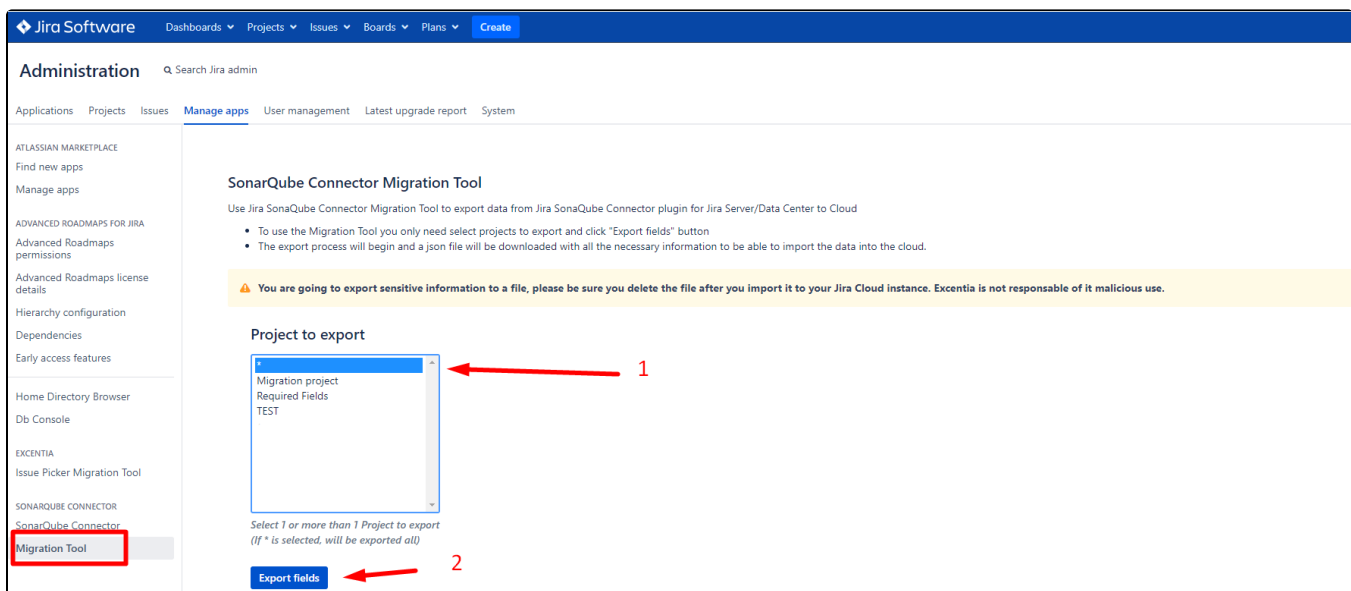 Jira Software Dashboards Projects Issues Boards Plans Create
Administration Search Jira admin
Applications Projects Issues Manage apps User management Latest upgrade report System
ATLASSIAN MARKETPLACE
Find new apps
Manage apps
ADVANCED ROADMAPS FOR JIRA
Advanced Roadmaps
permissions
Advanced Roadmaps license
details
Hierarchy configuration
Dependencies
Early access features
Home Directory Browser
Db Console
EXCENTIA
Issue Picker Migration Tool
SONARQUBE CONNECTOR
SonarQube Connector
Migration Tool
SonarQube Connector Migration Tool
Use Jira SonaQube Connector Migration Tool to export data from Jira SonaQube Connector plugin for Jira Server/Data Center to Cloud
• To use the Migration Tool you only need select projects to export and click "Export fields" button
• The export process will begin and a json file will be downloaded with all the necessary information to be able to import the data into the cloud.
You are going to export sensitive information to a file, please be sure you delete the file after you import it to your Jira Cloud instance. Excentia is not responsable of it malicious use.
Project to export
*
1
Migration project
Required Fields
TEST
Select 1 or more than 1 Project to export
(If * is selected, will be exported all)
2
Export fields